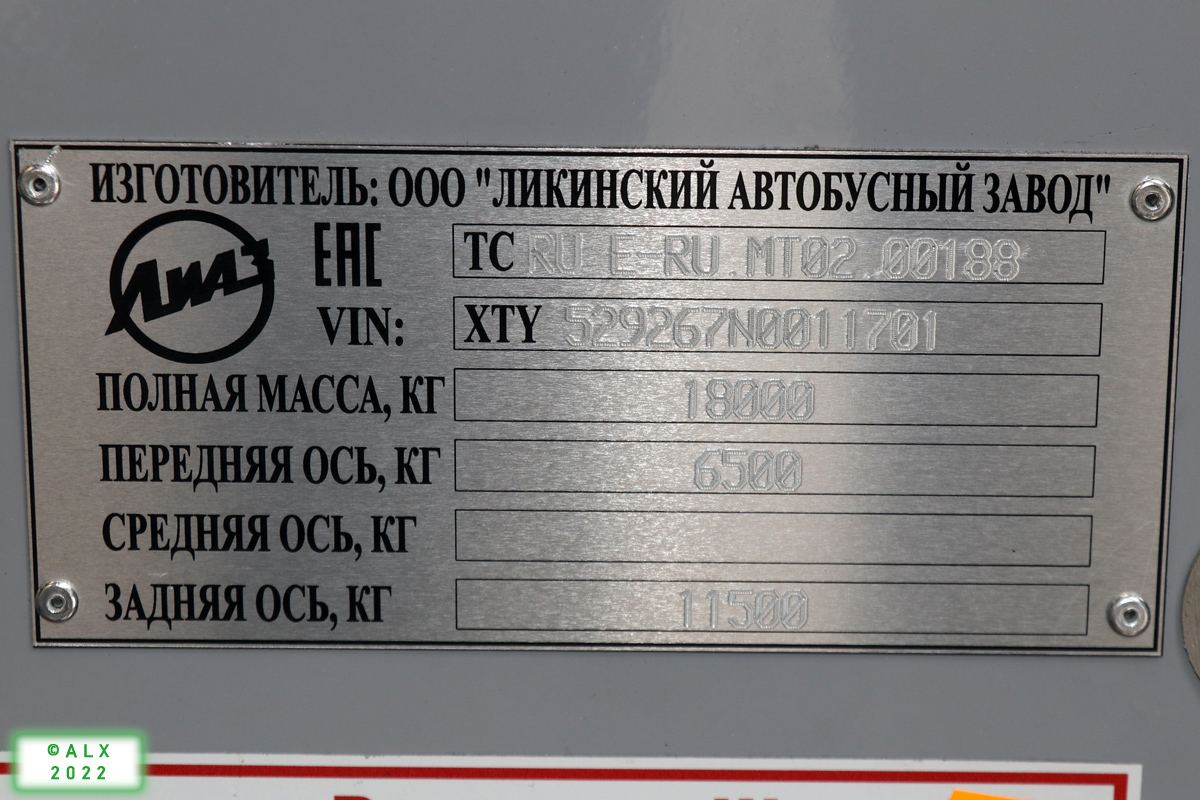 ИЗГОТОВИТЕЛЬ: ООО "ЛИКИНСКИЙ АВТОБУСНЫЙ ЗАВОД"
ЛиАЗ
ЕАС
ТС RU E-RU.MT02.00188
VIN: XTY 529267N0011701
ПОЛНАЯ МАССА, КГ 18000
ПЕРЕДНЯЯ ОСЬ, КГ 6500
СРЕДНЯЯ ОСЬ, КГ
ЗАДНЯЯ ОСЬ, КГ 11500
©ALX
2022